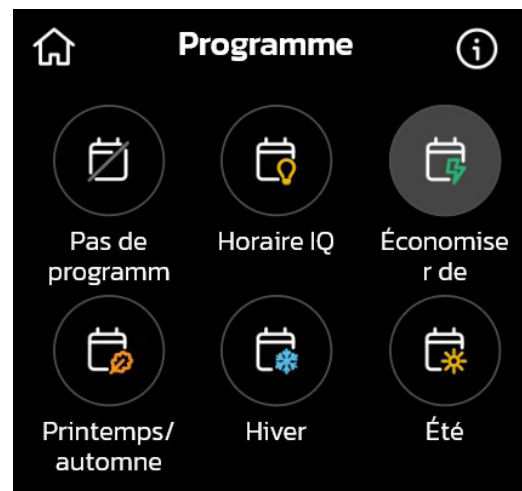 Programme
Pas de
programm
Horaire IQ
Économise
r de
Printemps/
automne
Hiver
Été